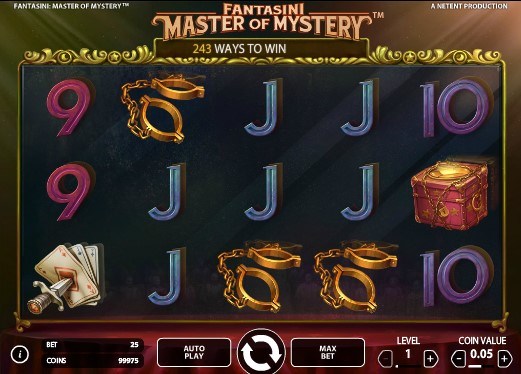 FANTASINI: MASTER OF MYSTERY™
FANTASINI
MASTER OF MYSTERY™
A NETENT PRODUCTION
243 WAYS TO WIN
9 J J 10
9 J J J
J 10
BET 25
COINS 99975
AUTO PLAY
MAX BET
LEVEL
- 1 +
COIN VALUE
- 0.05 +